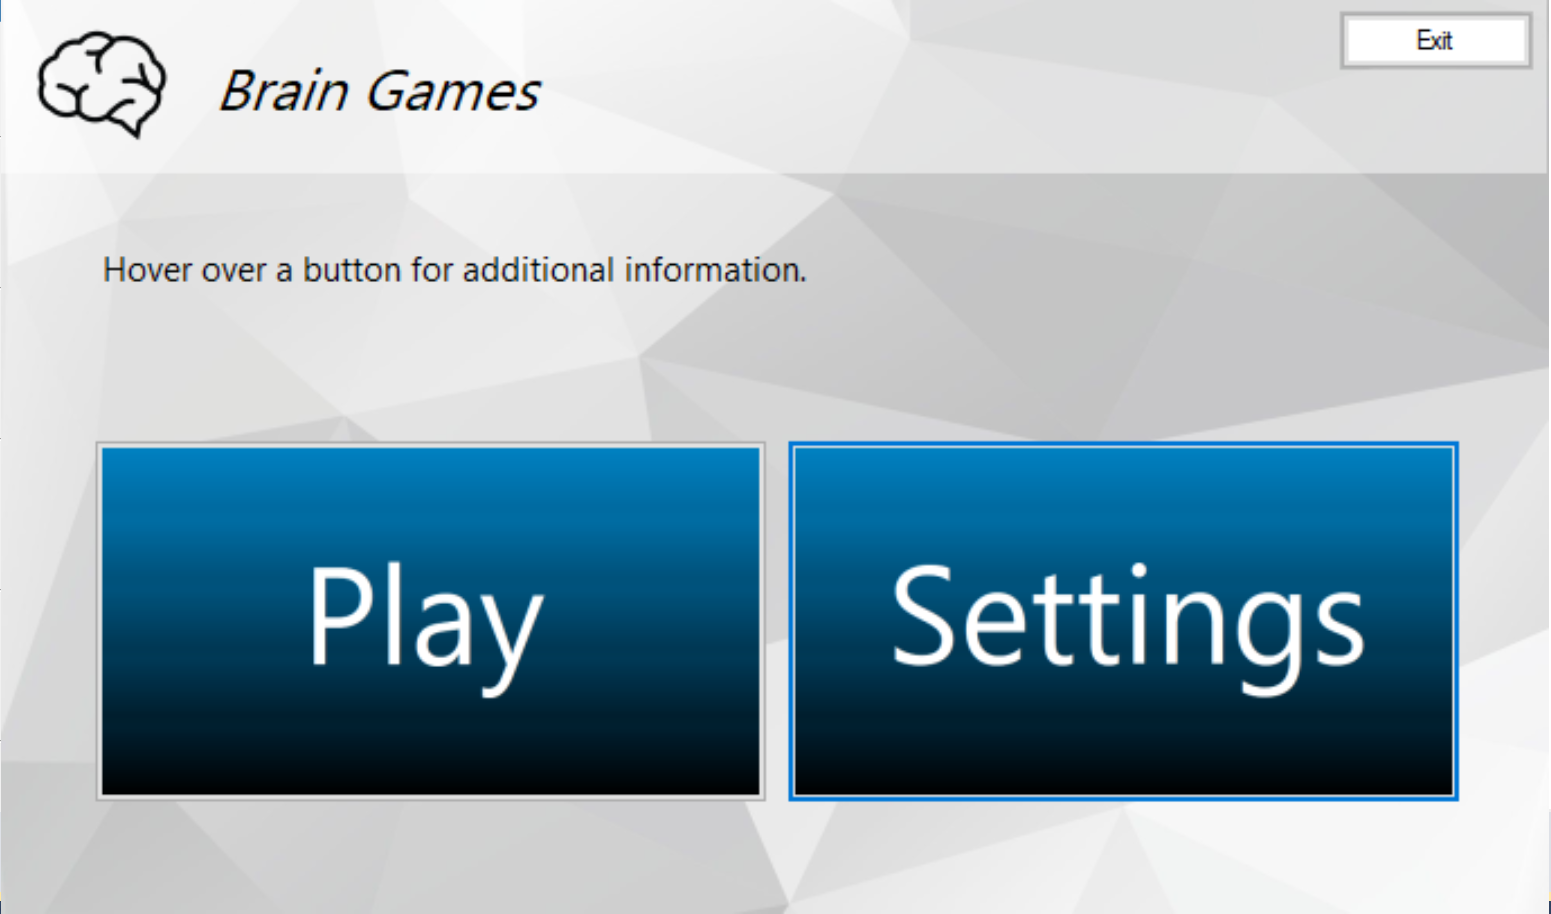 Exit
Brain Games
Hover over a button for additional information.
Play
Settings